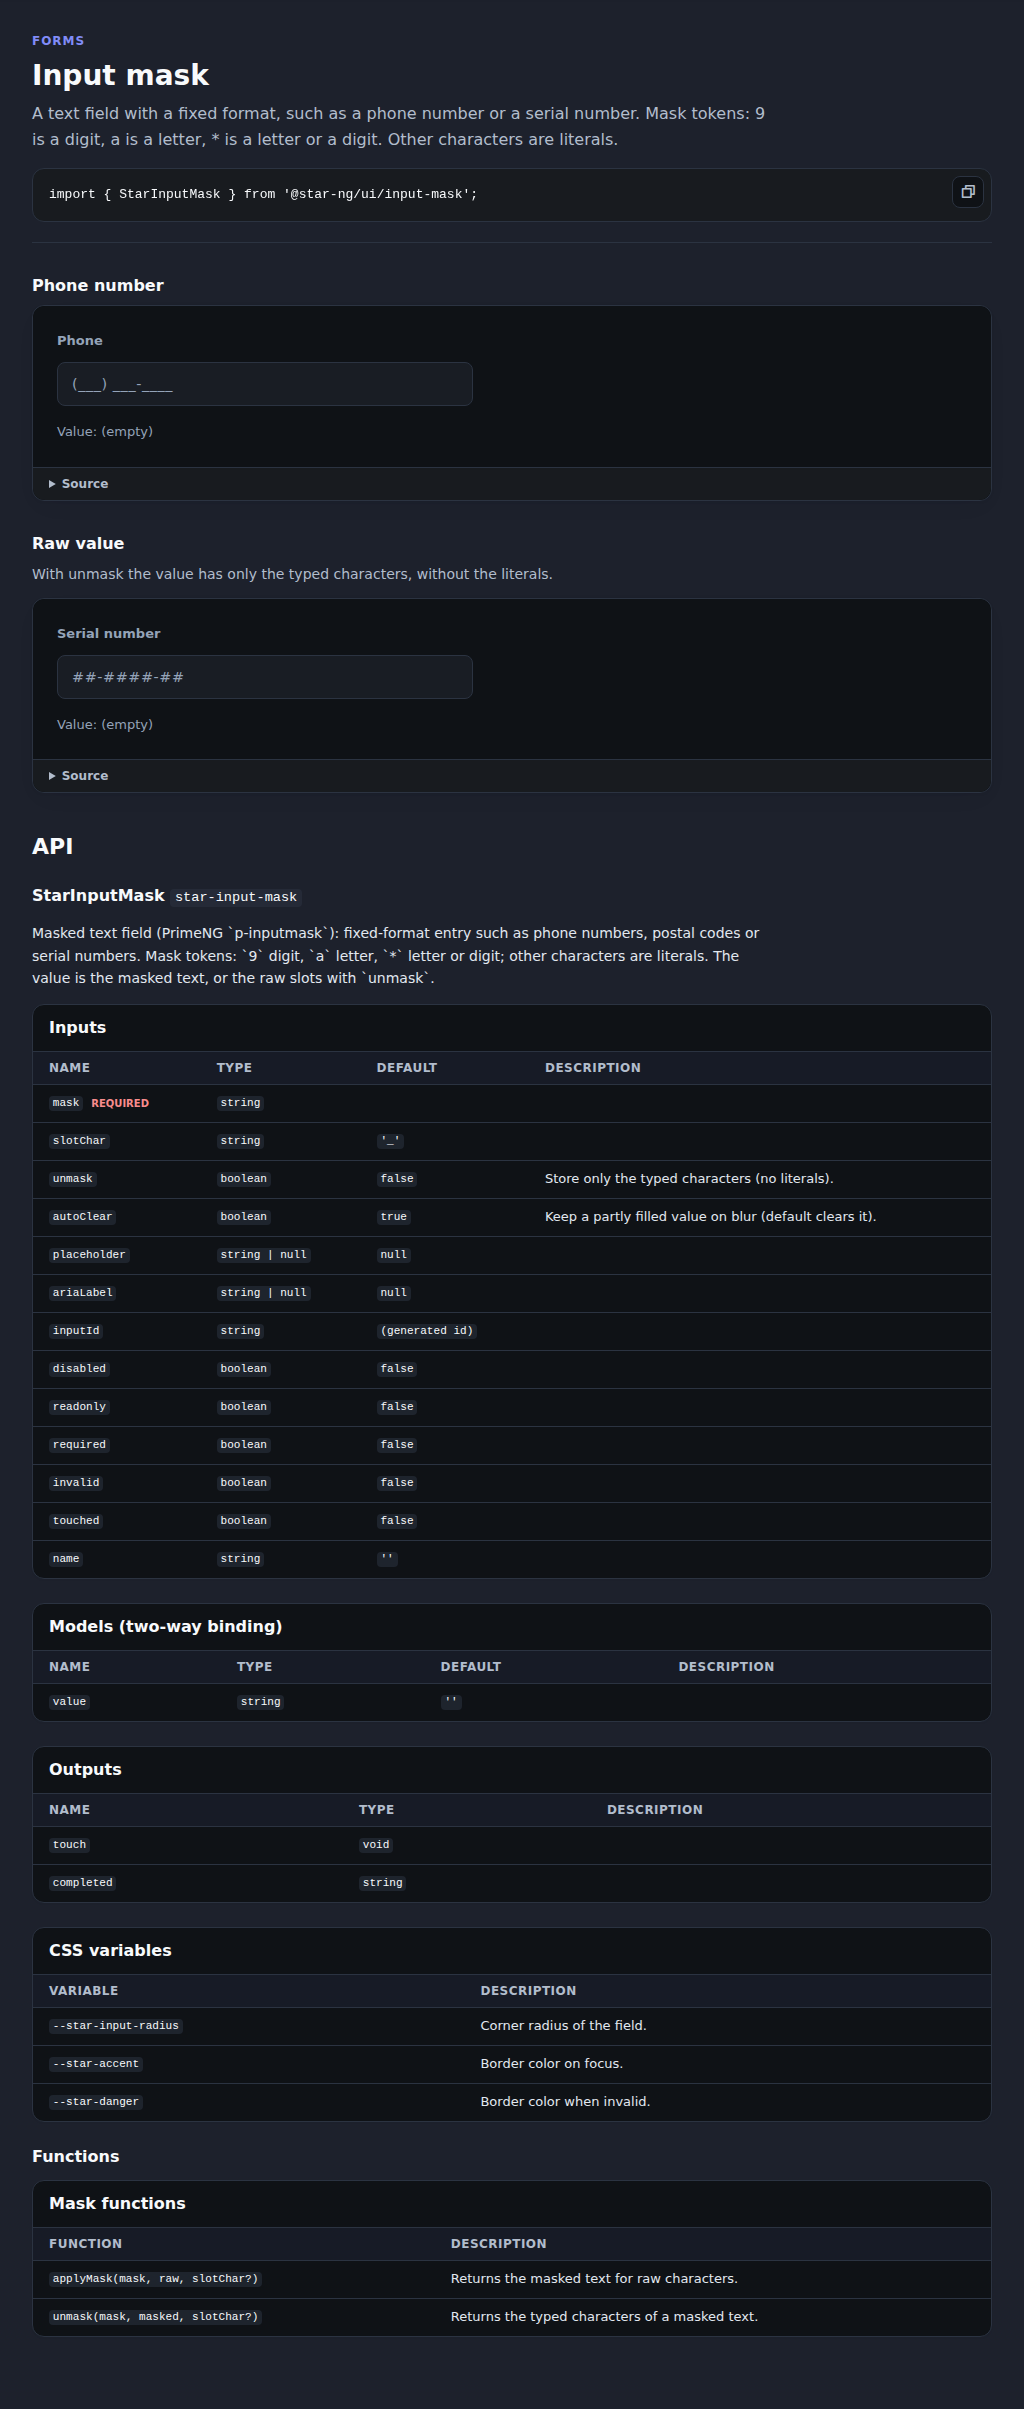 FORMS
Input mask
A text field with a fixed format, such as a phone number or a serial number. Mask tokens: 9
is a digit, a is a letter, * is a letter or a digit. Other characters are literals.
import { StarInputMask } from '@star-ng/ui/input-mask';
Phone number
Phone
(___) ___-____
Value: (empty)
Source
Raw value
With unmask the value has only the typed characters, without the literals.
Serial number
##-####-##
Value: (empty)
Source
API
StarInputMask star-input-mask
Masked text field (PrimeNG `p-inputmask`): fixed-format entry such as phone numbers, postal codes or
serial numbers. Mask tokens: `9` digit, `a` letter, `*` letter or digit; other characters are literals. The
value is the masked text, or the raw slots with `unmask`.
Inputs
NAME TYPE DEFAULT DESCRIPTION
mask REQUIRED string
slotChar string '_'
unmask boolean false Store only the typed characters (no literals).
autoClear boolean true Keep a partly filled value on blur (default clears it).
placeholder string | null null
ariaLabel string | null null
inputId string (generated id)
disabled boolean false
readonly boolean false
required boolean false
invalid boolean false
touched boolean false
name string ''
Models (two-way binding)
NAME TYPE DEFAULT DESCRIPTION
value string ''
Outputs
NAME TYPE DESCRIPTION
touch void
completed string
CSS variables
VARIABLE DESCRIPTION
--star-input-radius Corner radius of the field.
--star-accent Border color on focus.
--star-danger Border color when invalid.
Functions
Mask functions
FUNCTION DESCRIPTION
applyMask(mask, raw, slotChar?) Returns the masked text for raw characters.
unmask(mask, masked, slotChar?) Returns the typed characters of a masked text.